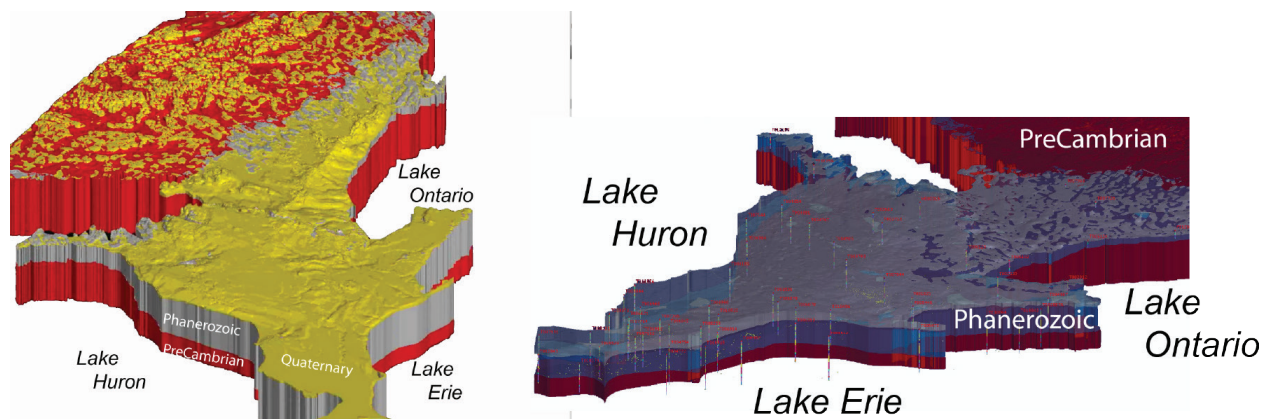 Lake
Ontario
Phanerozoic
PreCambrian
Quaternary
Lake
Huron
Lake
Erie
PreCambrian
Lake
Huron
Phanerozoic
Lake
Ontario
Lake Erie